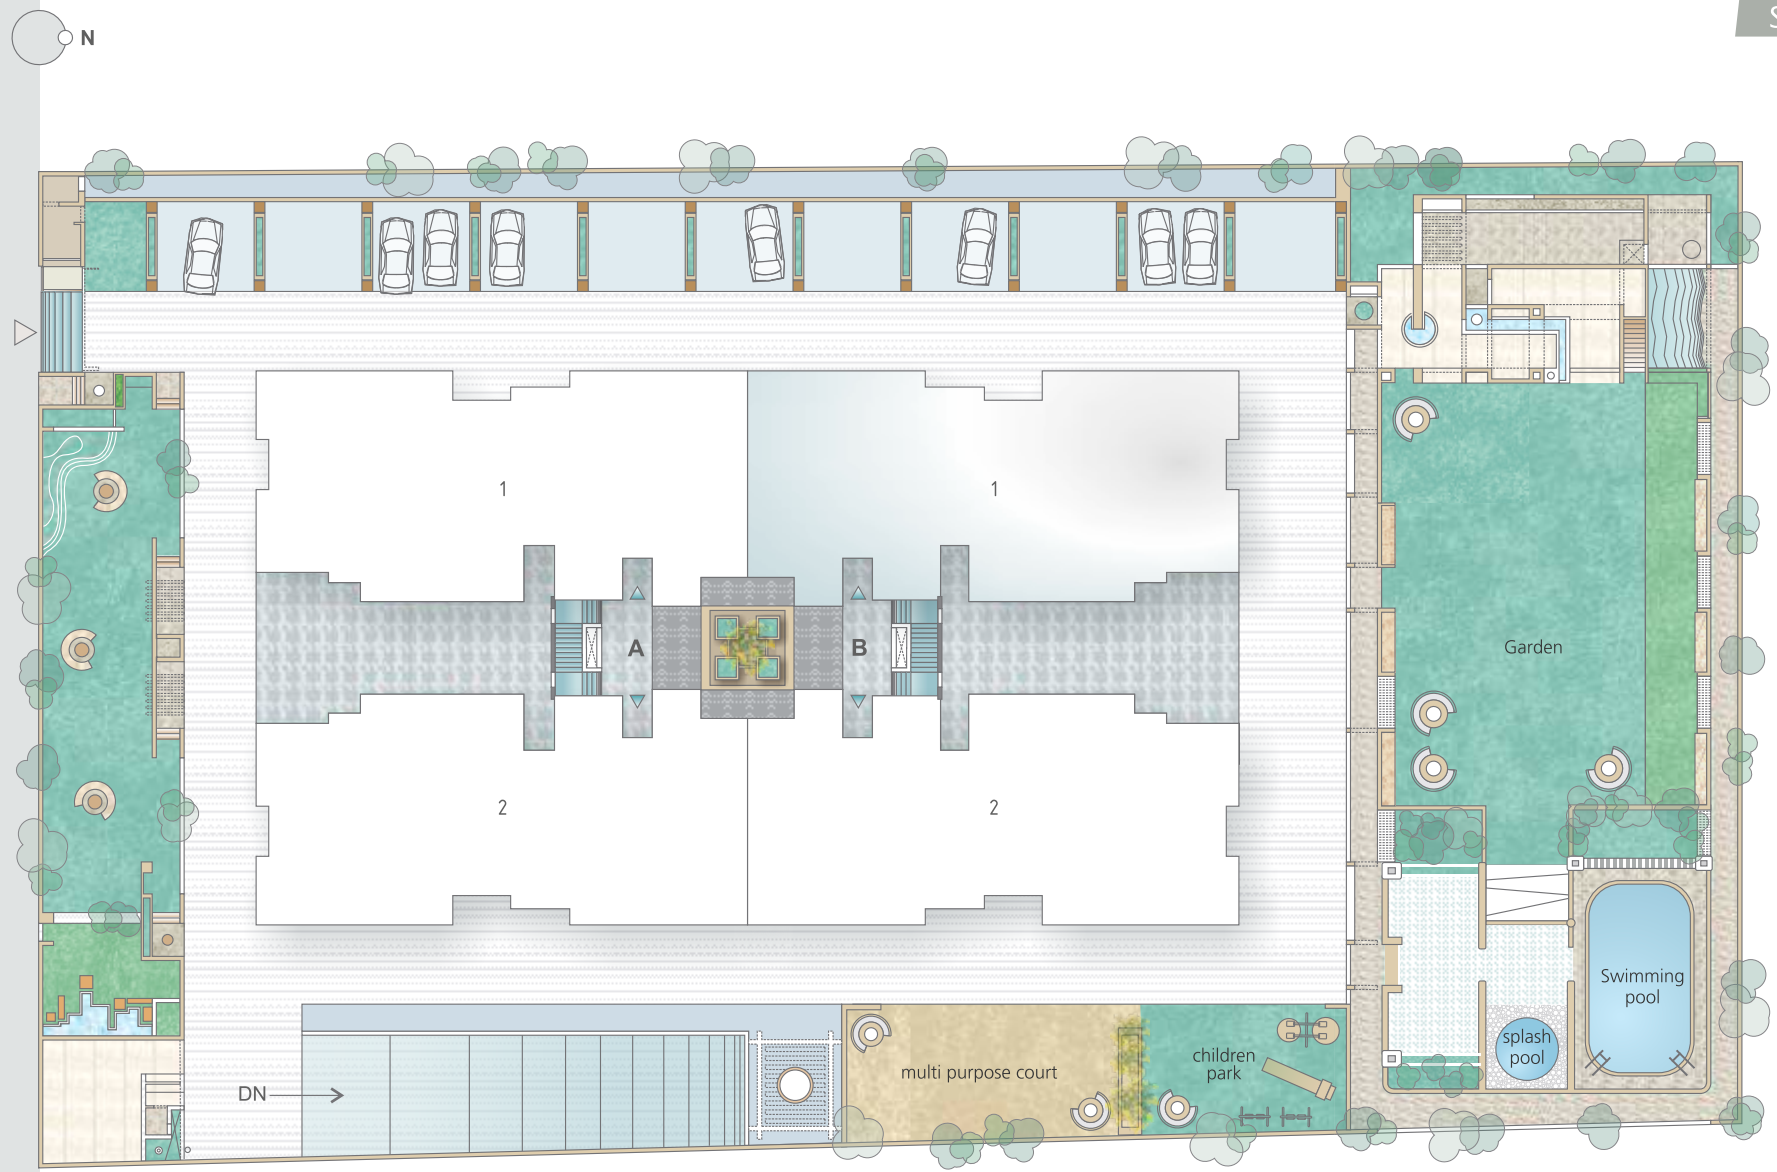 N
S
1
1
A
B
Garden
2
2
Swimming
pool
splash
pool
children
park
multi purpose court
DN